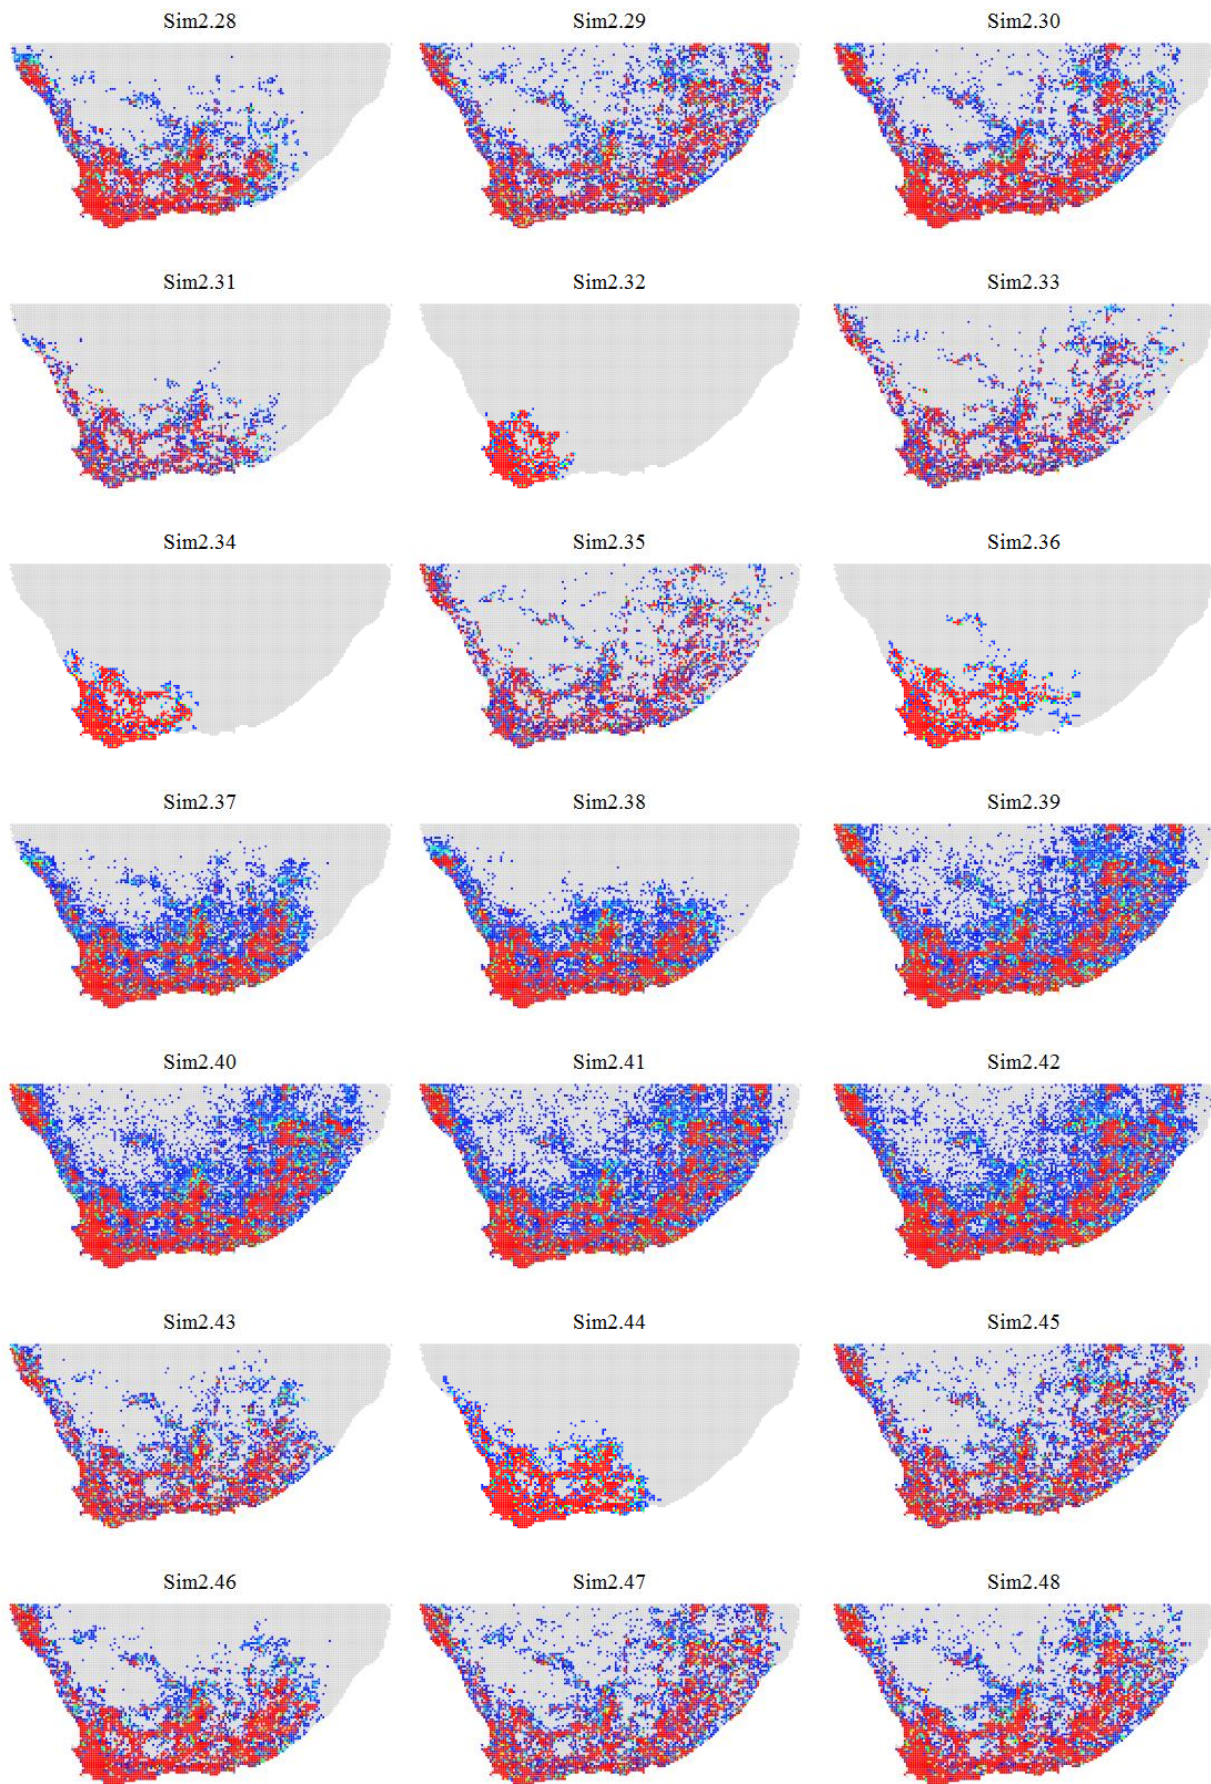 Sim2.28 Sim2.29 Sim2.30
Sim2.31 Sim2.32 Sim2.33
Sim2.34 Sim2.35 Sim2.36
Sim2.37 Sim2.38 Sim2.39
Sim2.40 Sim2.41 Sim2.42
Sim2.43 Sim2.44 Sim2.45
Sim2.46 Sim2.47 Sim2.48